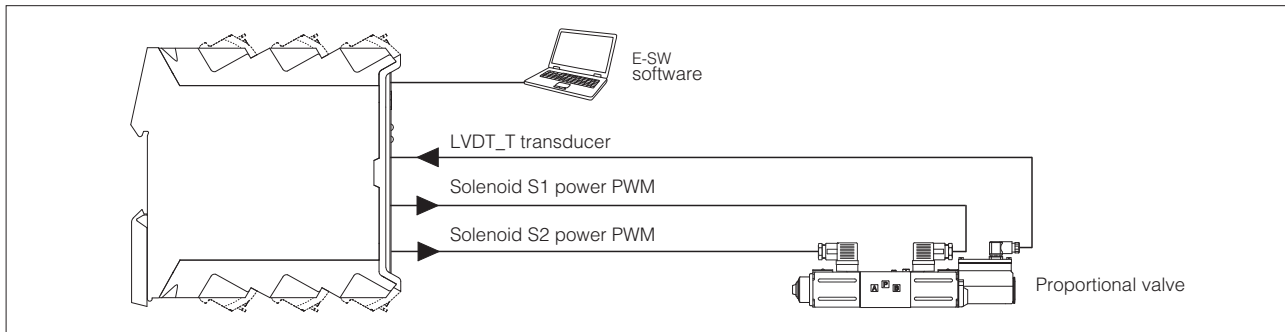 E-SW
software
LVDT_T transducer
Solenoid S1 power PWM
Solenoid S2 power PWM
A P B
Proportional valve